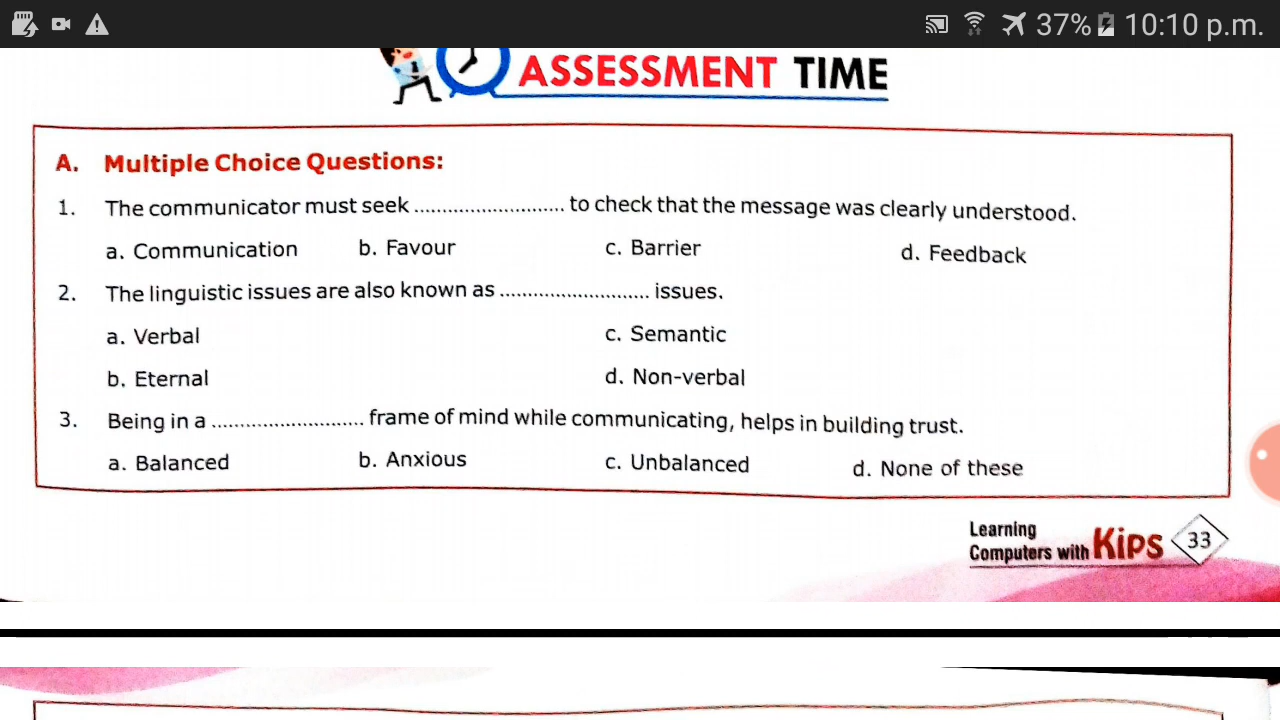 37% 10:10 p.m.
ASSESSMENT TIME
A. Multiple Choice Questions:
1. The communicator must seek ........................... to check that the message was clearly understood.
a. Communication b. Favour c. Barrier d. Feedback
2. The linguistic issues are also known as ........................... issues.
a. Verbal c. Semantic
b. Eternal d. Non-verbal
3. Being in a ........................... frame of mind while communicating, helps in building trust.
a. Balanced b. Anxious c. Unbalanced d. None of these
Learning
Computers with Kips 33